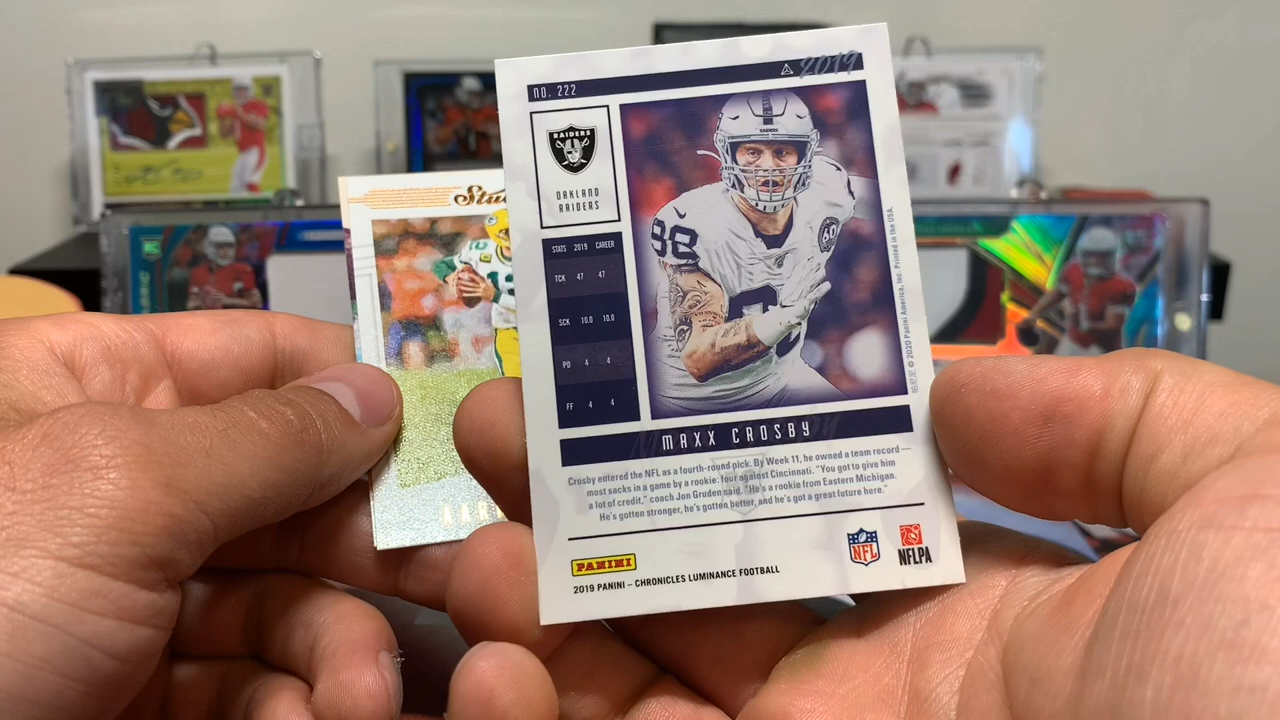 2019
NO. 222
RAIDERS
OAKLAND
RAIDERS
STATS 2019 CAREER
TCK 47 47
SCK 10.0 10.0
PD 4 4
FF 4 4
RAIDERS
98
60
MAXX CROSBY
Crosby entered the NFL as a fourth-round pick. By Week 11, he owned a team record —
most sacks in a game by a rookie: four against Cincinnati. "You got to give him
a lot of credit," coach Jon Gruden said. "He's a rookie from Eastern Michigan.
He's gotten stronger, he's gotten better, and he's got a great future here."
PANINI
2019 PANINI – CHRONICLES LUMINANCE FOOTBALL
NFL
NFLPA
© 2020 Panini America, Inc. Printed in the USA.
RC